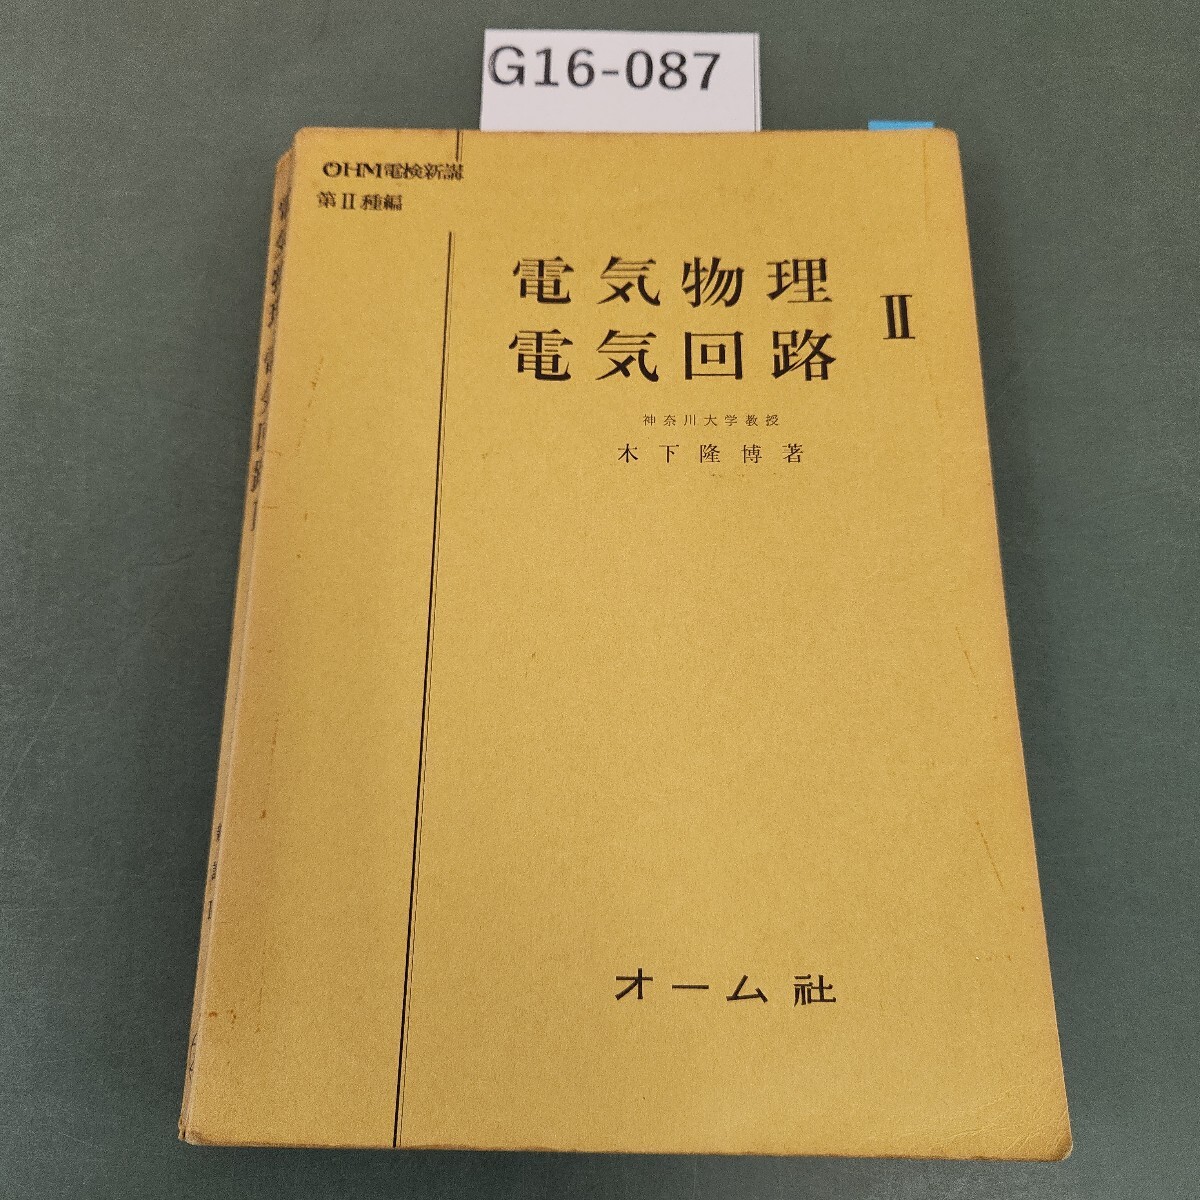 G16-087
OHM電検新講
第II種編
電気物理
電気回路
II
神奈川大学教授
木下隆博著
オーム社